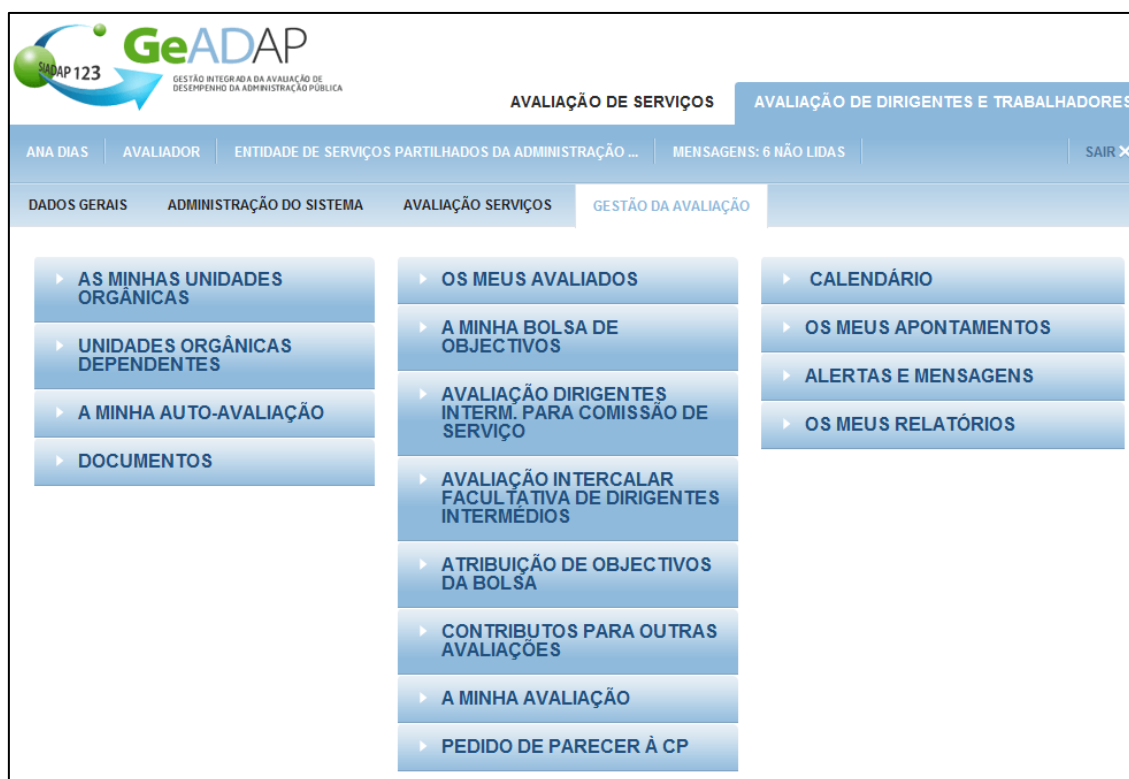 SIADAP 123
GeADAP
GESTÃO INTEGRADA DA AVALIAÇÃO DE
DESEMPENHO DA ADMINISTRAÇÃO PÚBLICA
AVALIAÇÃO DE SERVIÇOS
AVALIAÇÃO DE DIRIGENTES E TRABALHADORES
ANA DIAS
AVALIADOR
ENTIDADE DE SERVIÇOS PARTILHADOS DA ADMINISTRAÇÃO ...
MENSAGENS: 6 NÃO LIDAS
SAIR X
DADOS GERAIS
ADMINISTRAÇÃO DO SISTEMA
AVALIAÇÃO SERVIÇOS
GESTÃO DA AVALIAÇÃO
AS MINHAS UNIDADES
ORGÂNICAS
UNIDADES ORGÂNICAS
DEPENDENTES
A MINHA AUTO-AVALIAÇÃO
DOCUMENTOS
OS MEUS AVALIADOS
A MINHA BOLSA DE
OBJECTIVOS
AVALIAÇÃO DIRIGENTES
INTERM. PARA COMISSÃO DE
SERVIÇO
AVALIAÇÃO INTERCALAR
FACULTATIVA DE DIRIGENTES
INTERMÉDIOS
ATRIBUIÇÃO DE OBJECTIVOS
DA BOLSA
CONTRIBUTOS PARA OUTRAS
AVALIAÇÕES
A MINHA AVALIAÇÃO
PEDIDO DE PARECER À CP
CALENDÁRIO
OS MEUS APONTAMENTOS
ALERTAS E MENSAGENS
OS MEUS RELATÓRIOS